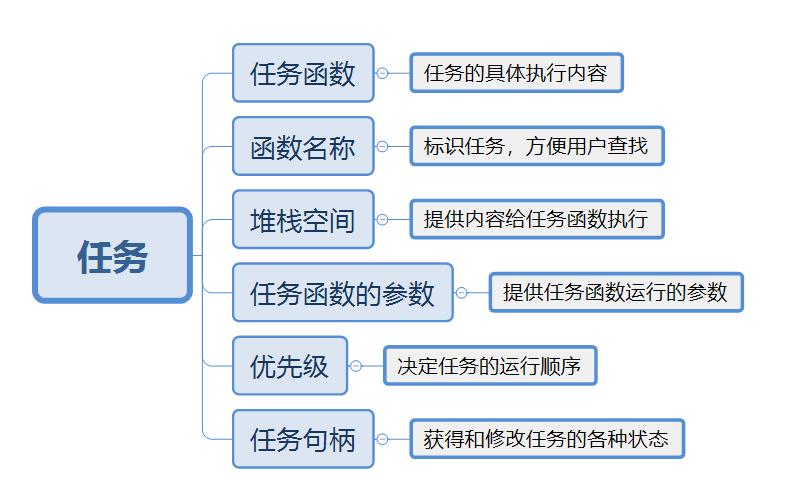 任务
任务函数
任务的具体执行内容
函数名称
标识任务，方便用户查找
堆栈空间
提供内容给任务函数执行
任务函数的参数
提供任务函数运行的参数
优先级
决定任务的运行顺序
任务句柄
获得和修改任务的各种状态